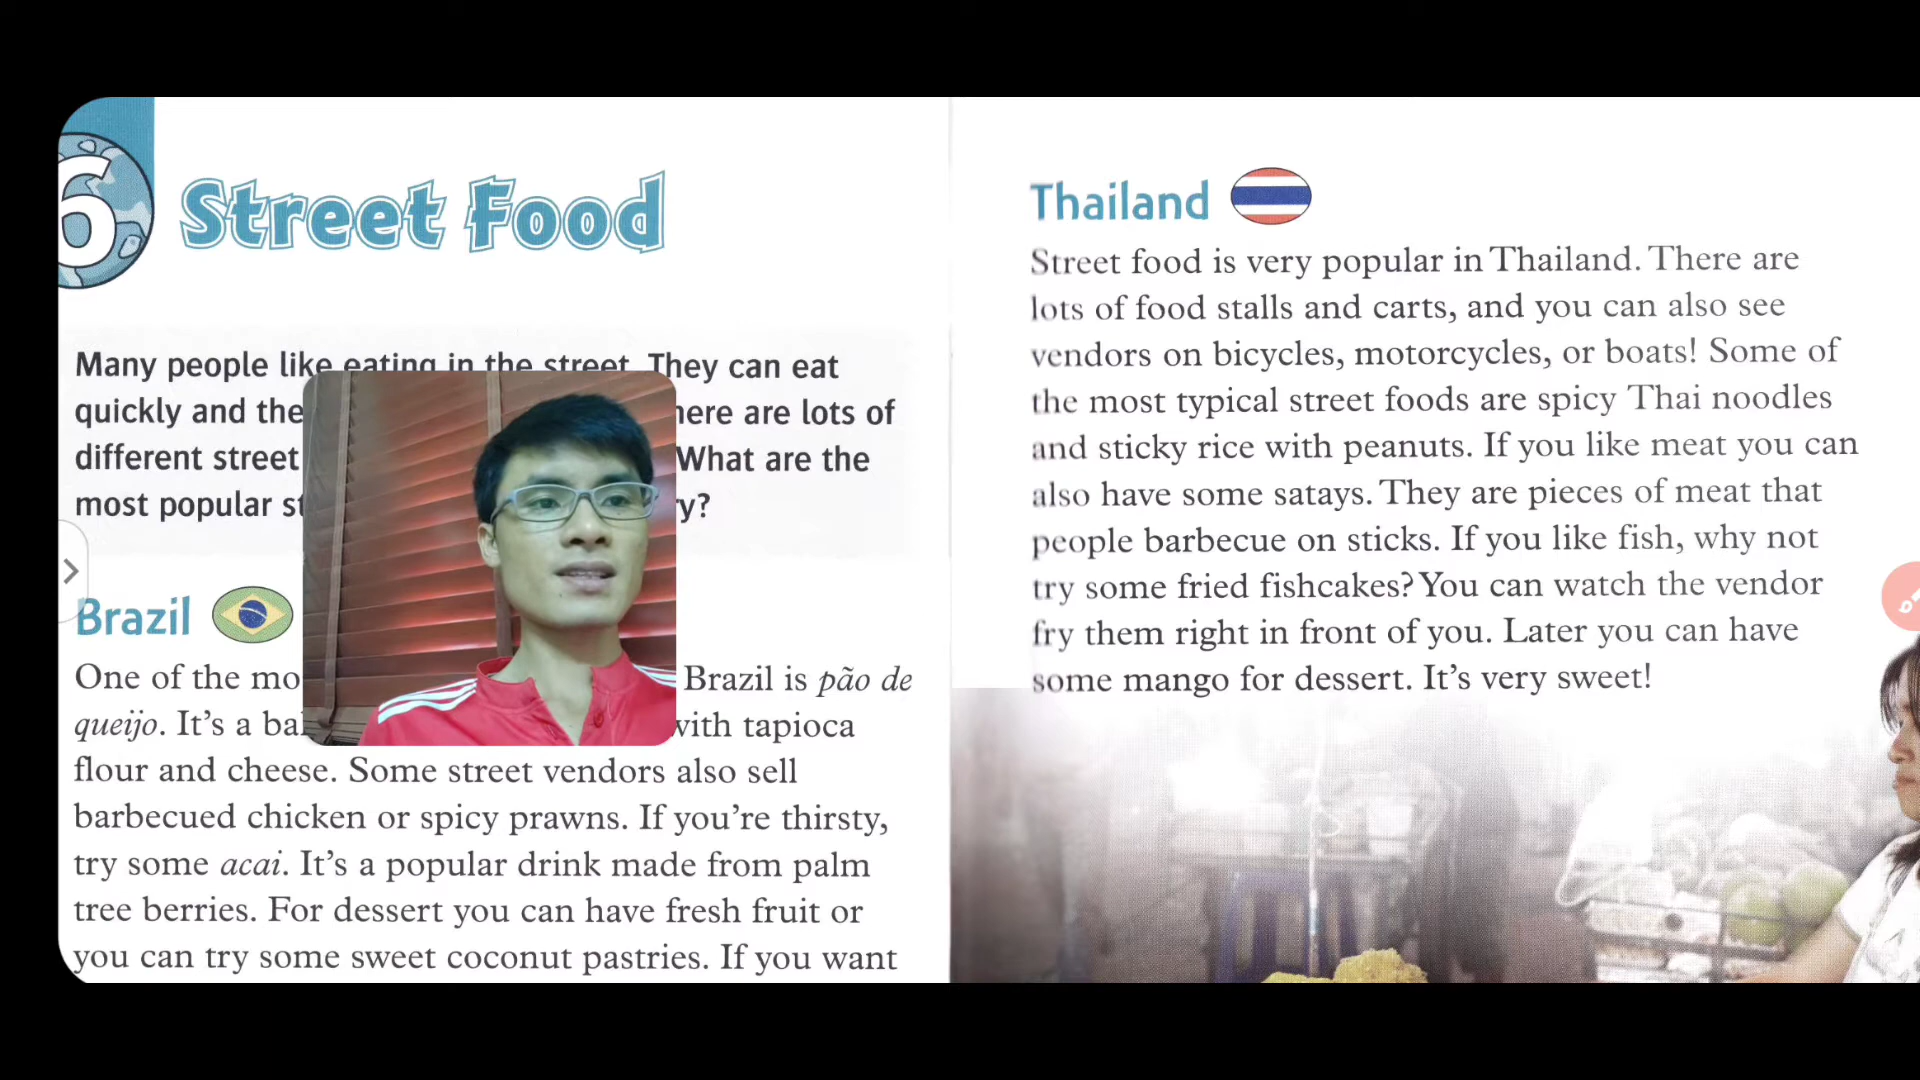 6
Street Food
Many people like eating in the street. They can eat
quickly and the here are lots of
different street What are the
most popular ry?
Brazil
One of the mo Brazil is pão de
queijo. It's a with tapioca
flour and cheese. Some street vendors also sell
barbecued chicken or spicy prawns. If you're thirsty,
try some acai. It's a popular drink made from palm
tree berries. For dessert you can have fresh fruit or
you can try some sweet coconut pastries. If you want
Thailand
Street food is very popular in Thailand. There are
lots of food stalls and carts, and you can also see
vendors on bicycles, motorcycles, or boats! Some of
the most typical street foods are spicy Thai noodles
and sticky rice with peanuts. If you like meat you can
also have some satays. They are pieces of meat that
people barbecue on sticks. If you like fish, why not
try some fried fishcakes? You can watch the vendor
fry them right in front of you. Later you can have
some mango for dessert. It's very sweet!